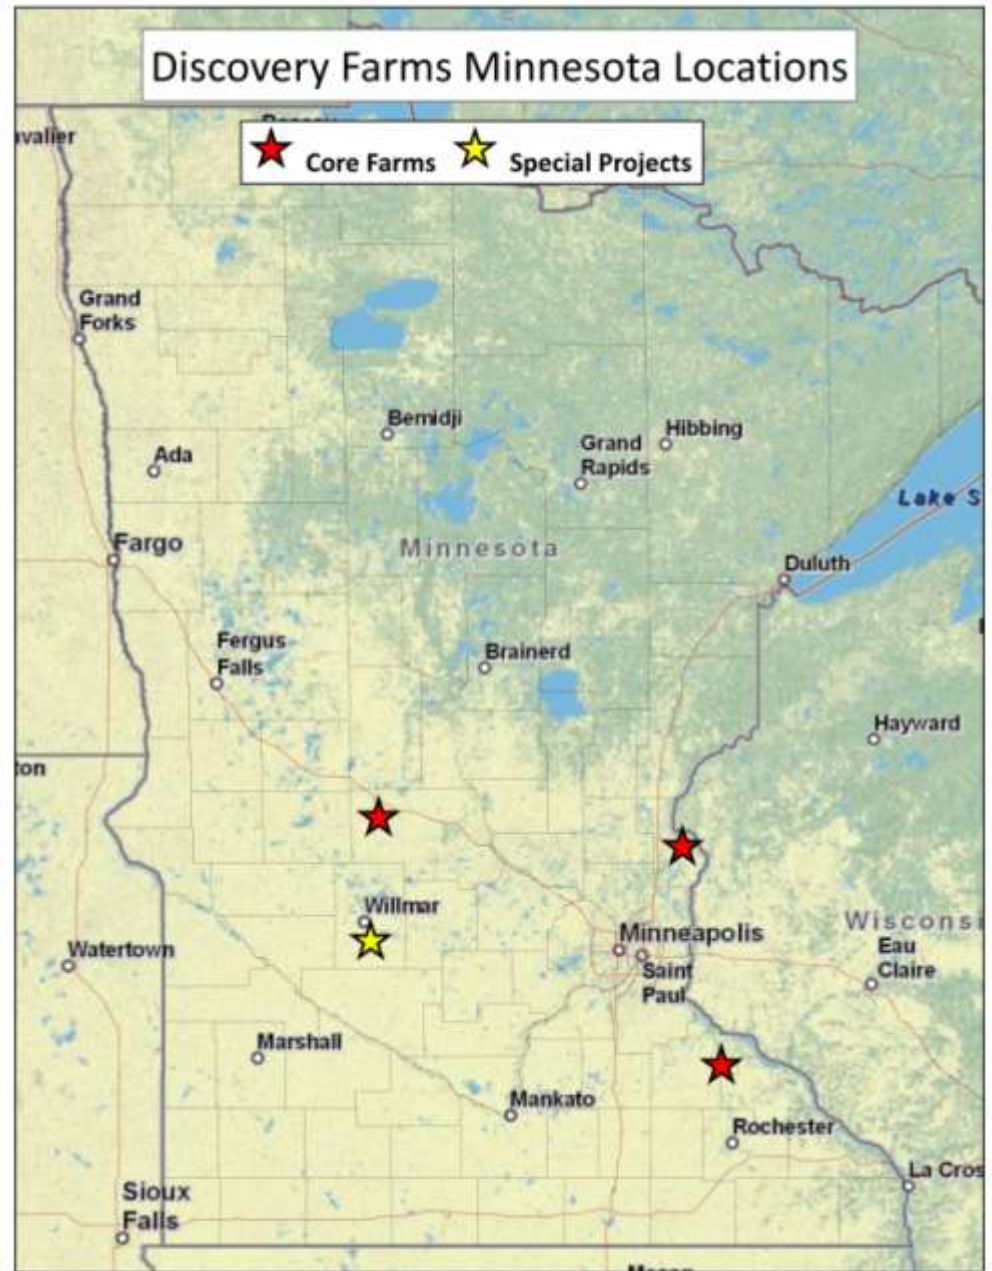 Discovery Farms Minnesota Locations
Core Farms
Special Projects
valier
Grand
Forks
Bemidji
Hibbing
Grand
Rapids
Ada
Lake S
Fargo
Minnesota
Duluth
Fergus
Falls
Brainerd
Hayward
ton
Willmar
Wisconsi
Minneapolis
Watertown
Eau
Claire
Saint
Paul
Marshall
Mankato
Rochester
La Cros
Sioux
Falls